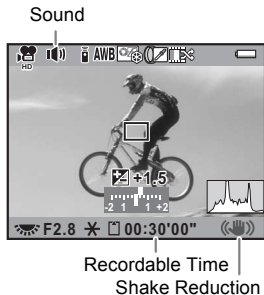 Sound
HD
AWB
+1.5
-2 1 1 +2
F2.8 00:30'00"
Recordable Time
Shake Reduction